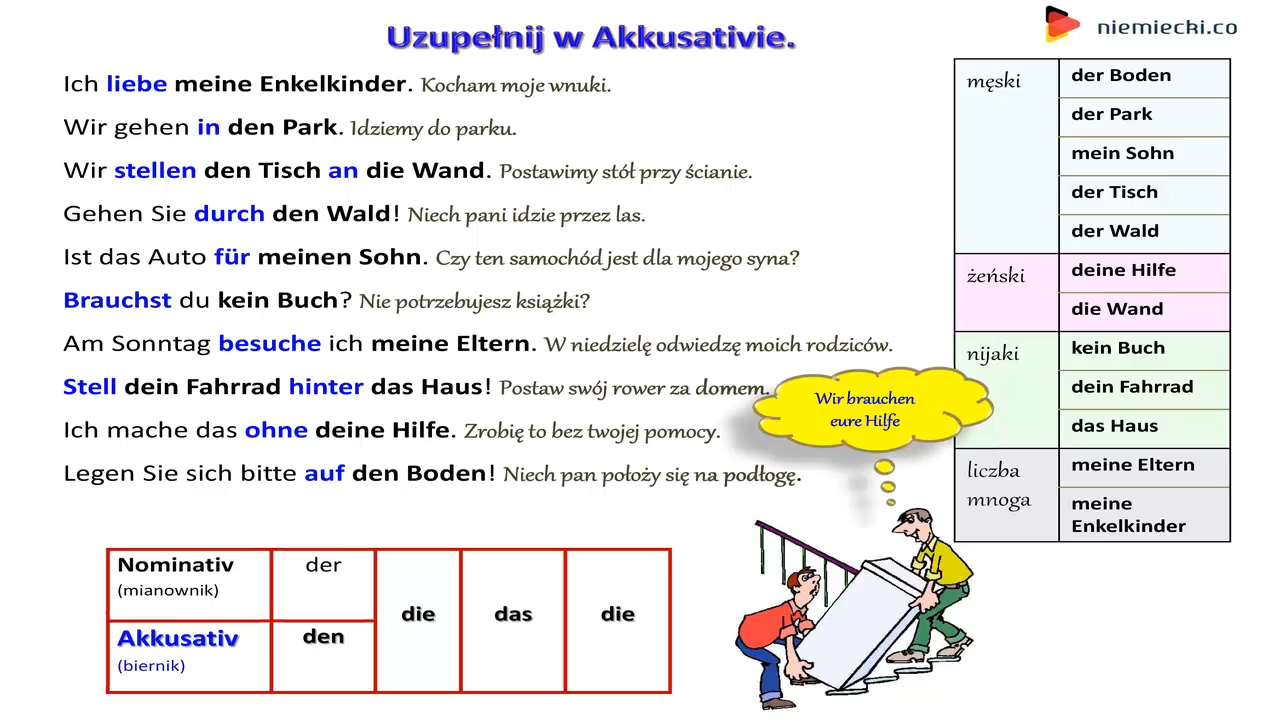 Uzupełnij w Akkusativie.
niemiecki.co
Ich liebe meine Enkelkinder. Kocham moje wnuki.
Wir gehen in den Park. Idziemy do parku.
Wir stellen den Tisch an die Wand. Postawimy stół przy ścianie.
Gehen Sie durch den Wald! Niech pani idzie przez las.
Ist das Auto für meinen Sohn. Czy ten samochód jest dla mojego syna?
Brauchst du kein Buch? Nie potrzebujesz książki?
Am Sonntag besuche ich meine Eltern. W niedzielę odwiedzę moich rodziców.
Stell dein Fahrrad hinter das Haus! Postaw swój rower za domem.
Ich mache das ohne deine Hilfe. Zrobię to bez twojej pomocy.
Legen Sie sich bitte auf den Boden! Niech pan położy się na podłogę.
męski
der Boden
der Park
mein Sohn
der Tisch
der Wald
żeński
deine Hilfe
die Wand
nijaki
kein Buch
dein Fahrrad
das Haus
liczba
mnoga
meine Eltern
meine
Enkelkinder
Wir brauchen
eure Hilfe
Nominativ
(mianownik)
der
die
das
die
Akkusativ
(biernik)
den